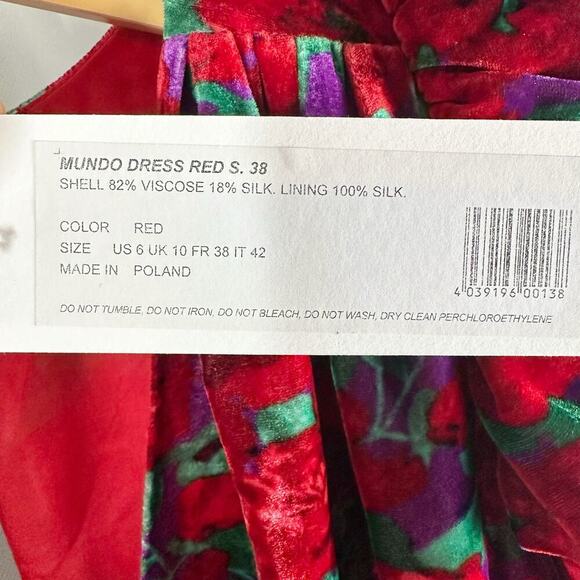 MUNDO DRESS RED S. 38
SHELL 82% VISCOSE 18% SILK. LINING 100% SILK.
COLOR RED
SIZE US 6 UK 10 FR 38 IT 42
MADE IN POLAND
4 039196 00138
DO NOT TUMBLE, DO NOT IRON, DO NOT BLEACH, DO NOT WASH, DRY CLEAN PERCHLOROETHYLENE